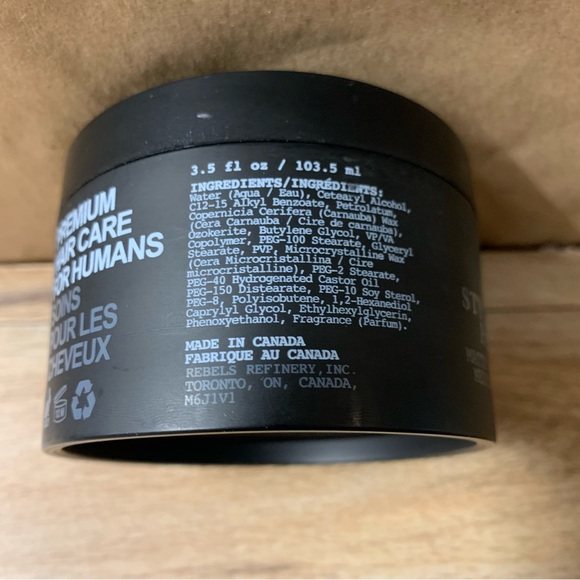 PREMIUM
HAIR CARE
FOR HUMANS
SOINS
POUR LES
CHEVEUX
3.5 fl oz / 103.5 ml
INGREDIENTS/INGRÉDIENTS:
Water (Aqua / Eau), Cetearyl Alcohol,
C12-15 Alkyl Benzoate, Petrolatum,
Copernicia Cerifera (Carnauba) Wax
(Cera Carnauba / Cire de carnauba),
Ozokerite, Butylene Glycol, VP/VA
Copolymer, PEG-100 Stearate, Glyceryl
Stearate, PVP, Microcrystalline Wax
(Cera Microcristallina / Cire
microcristalline), PEG-2 Stearate,
PEG-40 Hydrogenated Castor Oil
PEG-150 Distearate, PEG-10 Soy Sterol,
PEG-8, Polyisobutene, 1,2-Hexanediol
Caprylyl Glycol, Ethylhexylglycerin,
Phenoxyethanol, Fragrance (Parfum).
MADE IN CANADA
FABRIQUE AU CANADA
REBELS REFINERY,INC.
TORONTO, ON, CANADA,
M6J1V1